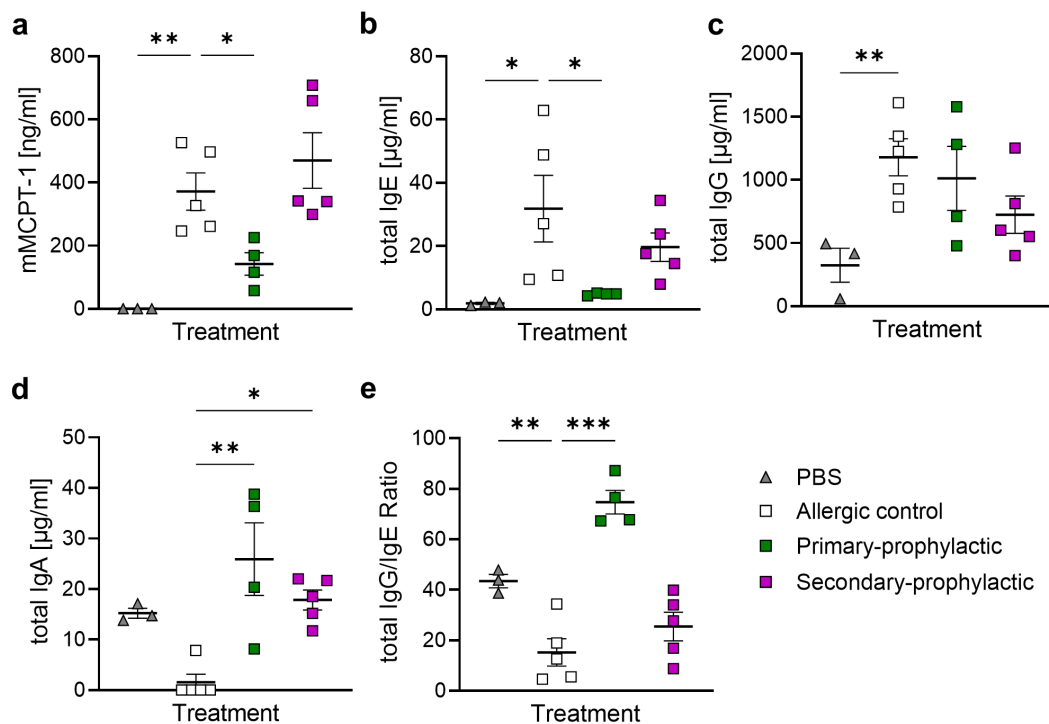 a
** *
mMCPT-1 [ng/ml]
800
600
400
200
0
Treatment
b
* *
total IgE [µg/ml]
80
60
40
20
0
Treatment
c
**
total IgG [µg/ml]
2000
1500
1000
500
0
Treatment
d
*
**
total IgA [µg/ml]
50
40
30
20
10
0
Treatment
e
** ***
total IgG/IgE Ratio
100
80
60
40
20
0
Treatment
PBS
Allergic control
Primary-prophylactic
Secondary-prophylactic